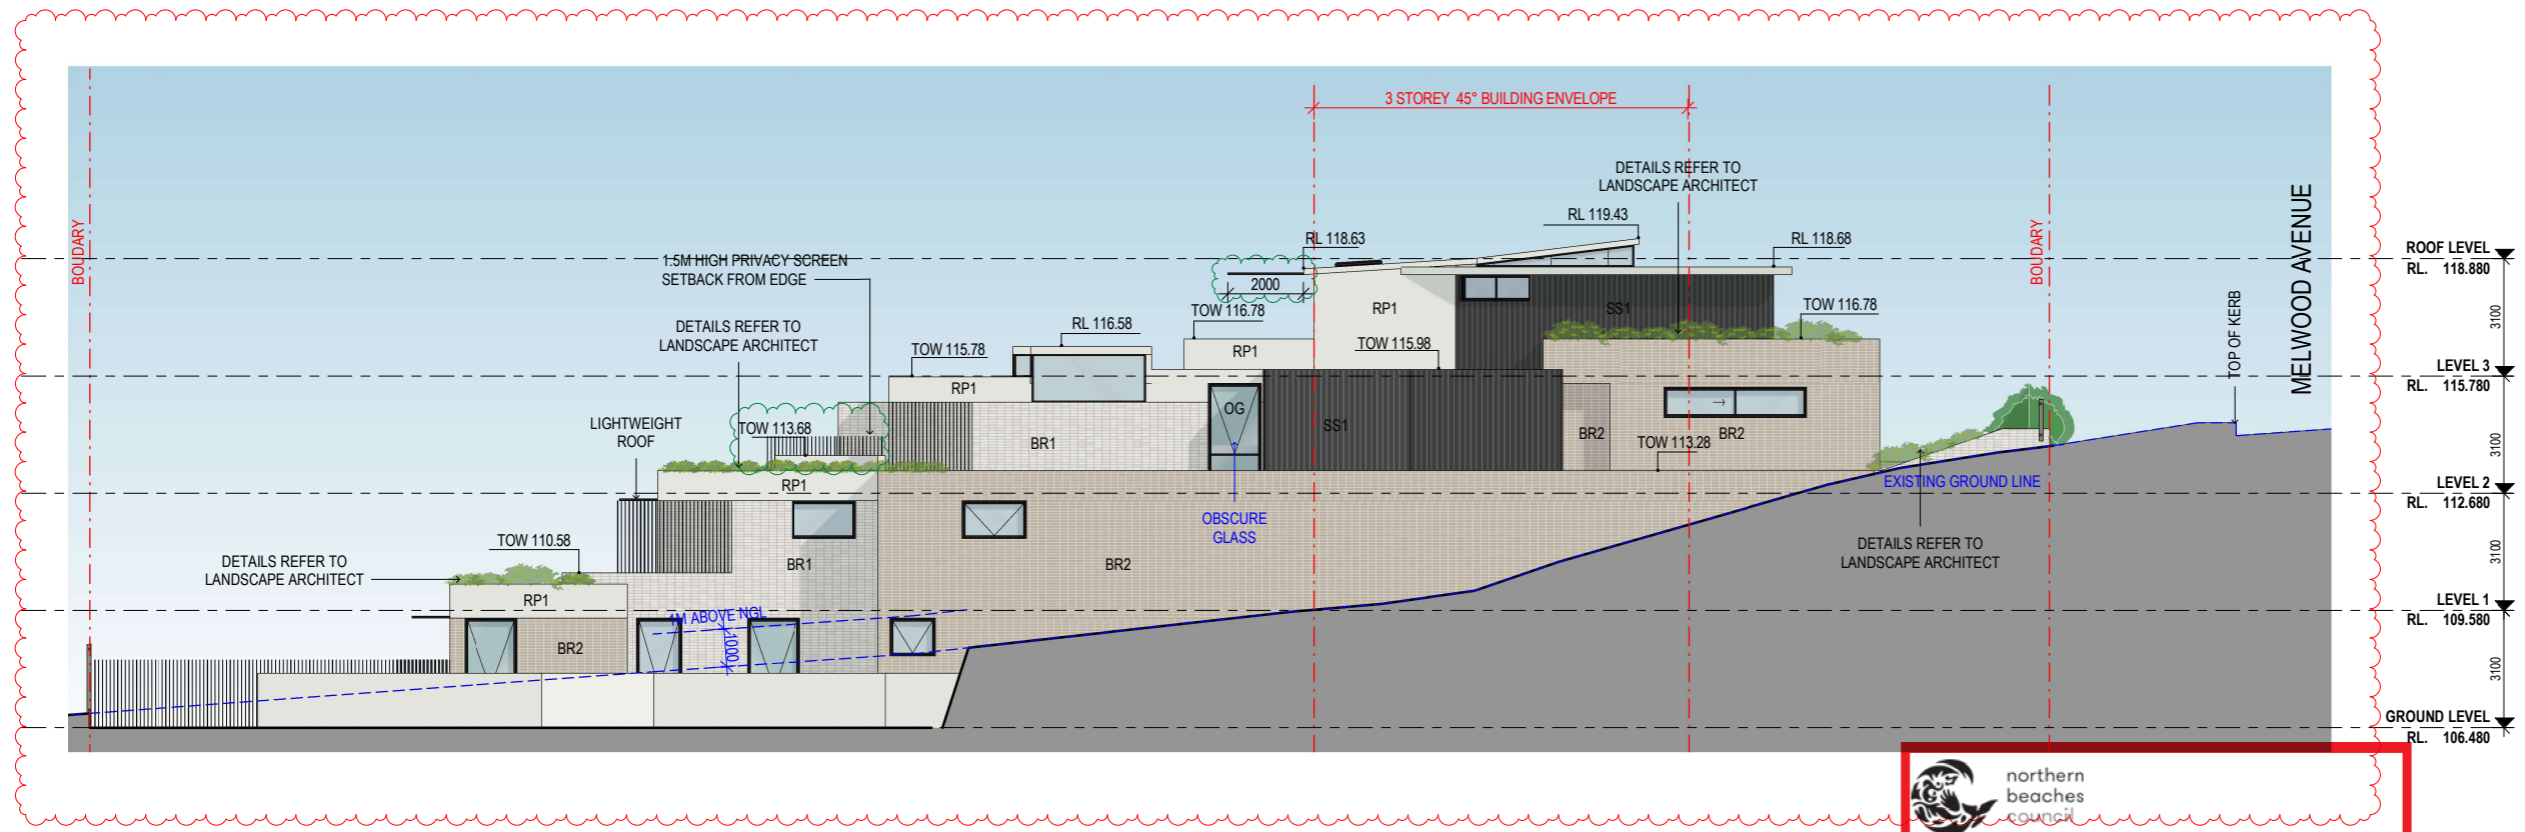 3 STOREY 45° BUILDING ENVELOPE
DETAILS REFER TO
LANDSCAPE ARCHITECT
BOUDARY
BOUDARY
MELWOOD AVENUE
RL 119.43
RL 118.63
RL 118.68
ROOF LEVEL
RL. 118.880
1.5M HIGH PRIVACY SCREEN
SETBACK FROM EDGE
2000
TOW 116.78
RP1
SS1
TOW 116.78
TOP OF KERB
3100
DETAILS REFER TO
LANDSCAPE ARCHITECT
RL 116.58
TOW 115.78
RP1
TOW 115.98
LEVEL 3
RL. 115.780
RP1
OG
LIGHTWEIGHT
ROOF
TOW 113.68
BR1
SS1
BR2
TOW 113.28
BR2
3100
RP1
EXISTING GROUND LINE
LEVEL 2
RL. 112.680
OBSCURE
GLASS
TOW 110.58
DETAILS REFER TO
LANDSCAPE ARCHITECT
BR1
BR2
DETAILS REFER TO
LANDSCAPE ARCHITECT
3100
RP1
1M ABOVE NGL
1000
BR2
LEVEL 1
RL. 109.580
3100
GROUND LEVEL
RL. 106.480
northern
beaches
council